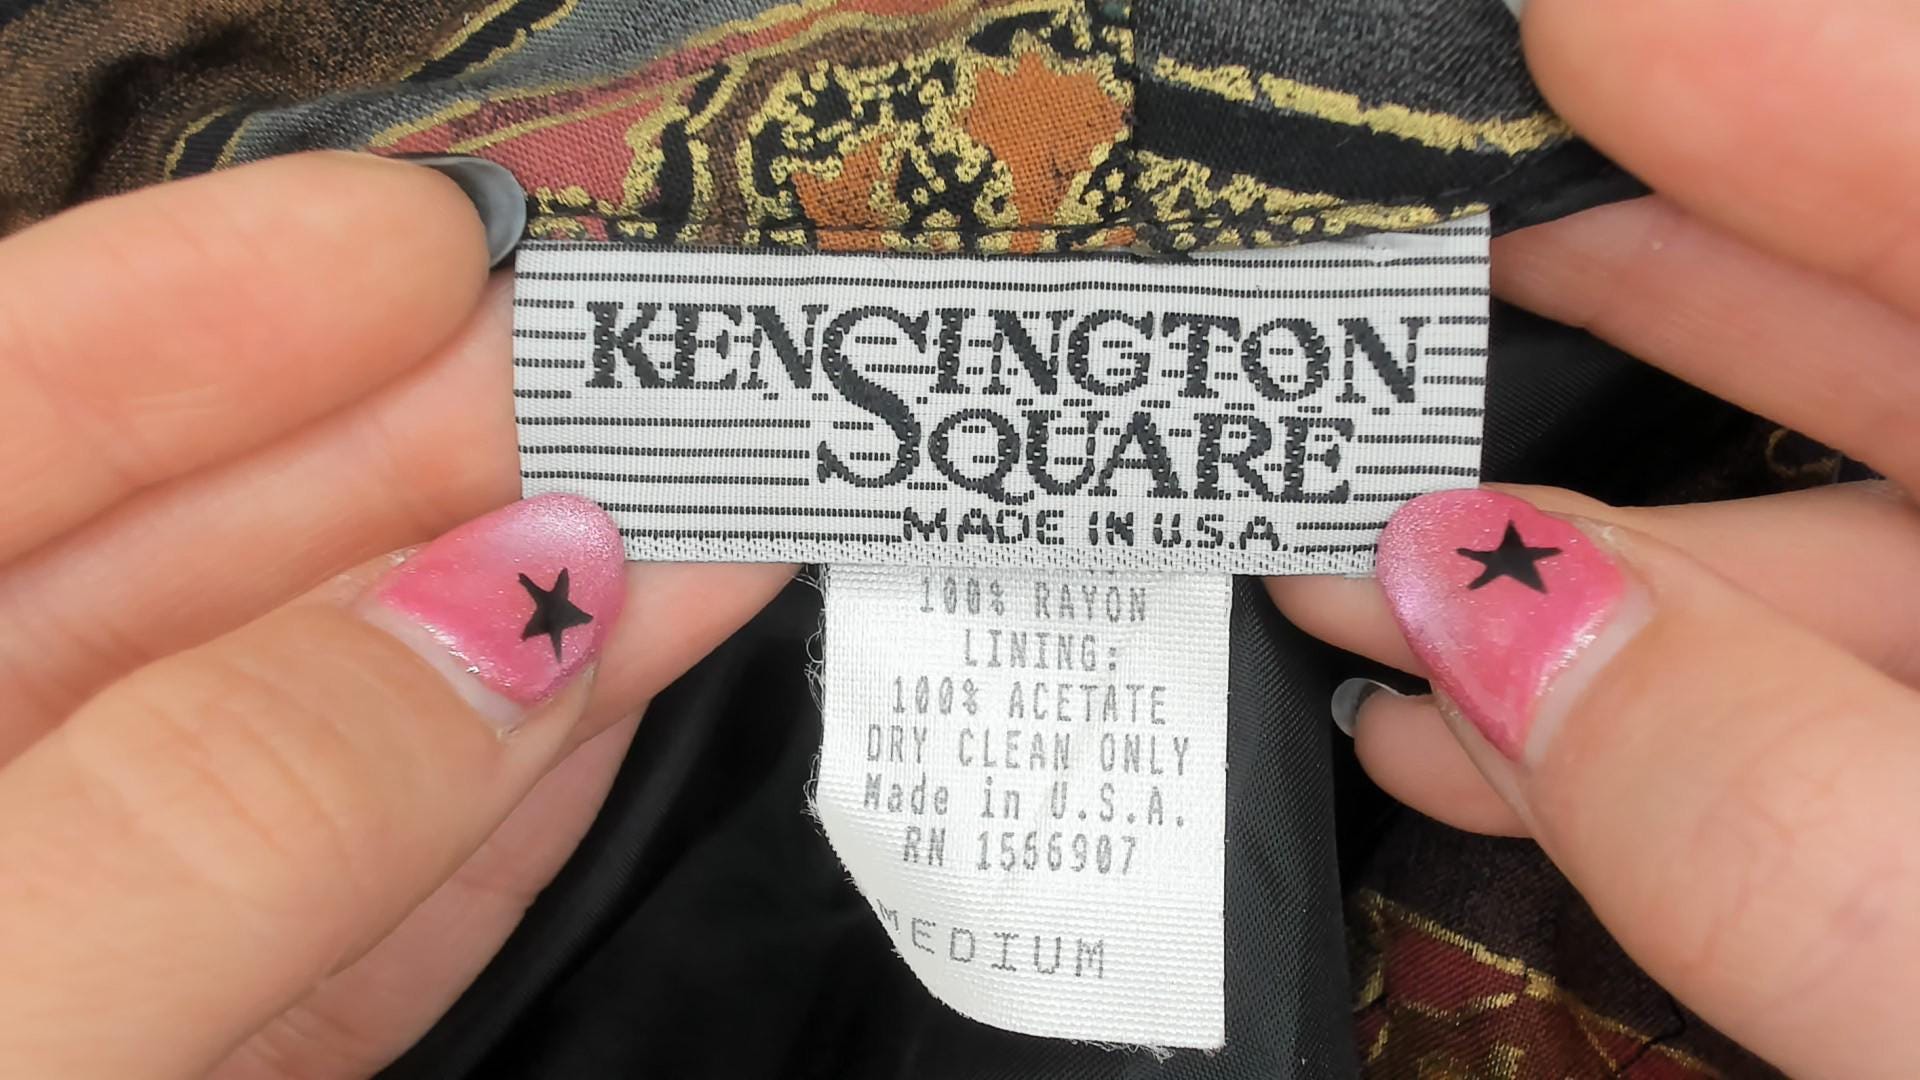 KENSINGTON
SQUARE
MADE IN U.S.A.
100% RAYON
LINING:
100% ACETATE
DRY CLEAN ONLY
Made in U.S.A.
RN 1566907
MEDIUM